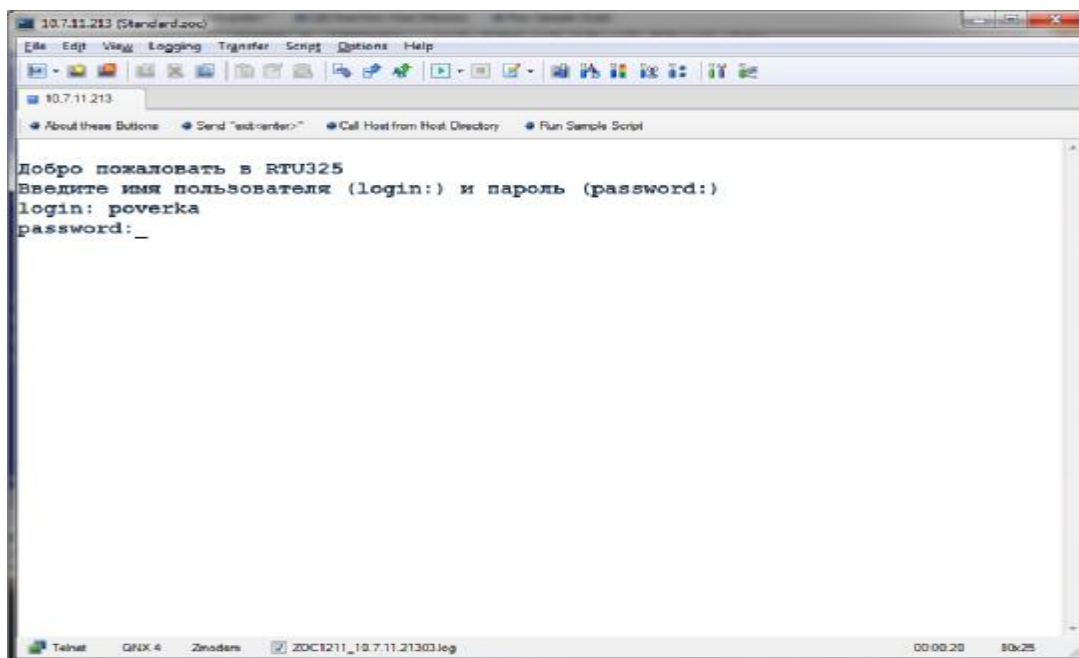 10.7.11.213 (Standard.zoc)
File Edit View Logging Transfer Script Options Help
10.7.11.213
About these Buttons Send "exit<enter>" Call Host from Host Directory Run Sample Script
Добро пожаловать в RTU325
Введите имя пользователя (login:) и пароль (password:)
login: poverka
password:_
Telnet QNX 4 Zmodem ZOC1211_10.7.11.21303.log 00:00:20 80x25